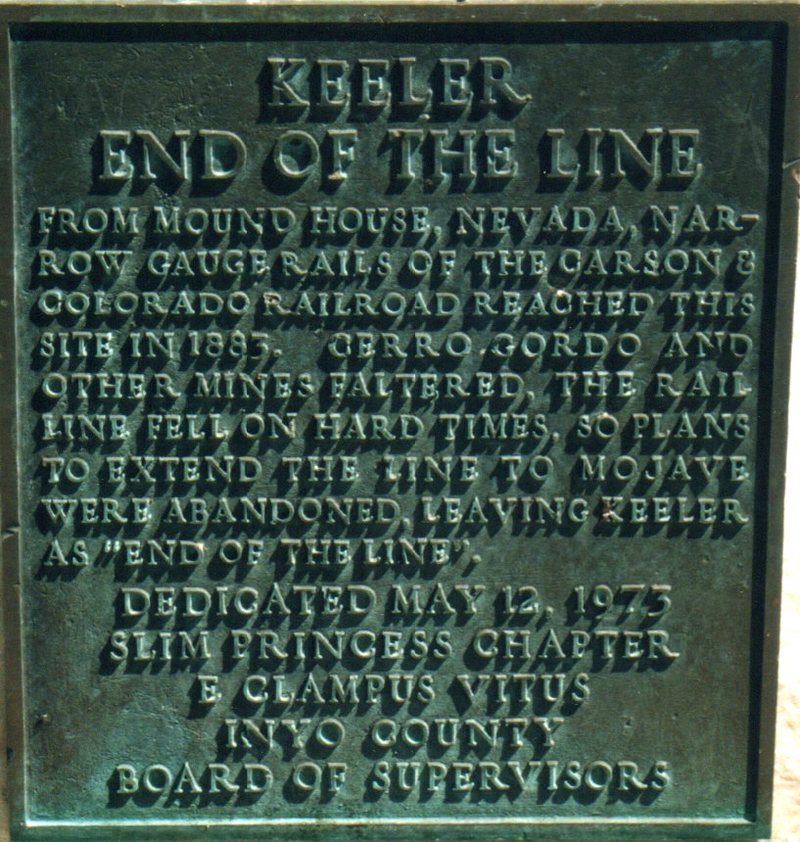 KEELER
END OF THE LINE
FROM MOUND HOUSE, NEVADA, NAR-
ROW GAUGE RAILS OF THE CARSON &
COLORADO RAILROAD REACHED THIS
SITE IN 1883. CERRO GORDO AND
OTHER MINES FALTERED, THE RAIL
LINE FELL ON HARD TIMES, SO PLANS
TO EXTEND THE LINE TO MOJAVE
WERE ABANDONED, LEAVING KEELER
AS "END OF THE LINE".
DEDICATED MAY 12, 1973
SLIM PRINCESS CHAPTER
E CLAMPUS VITUS
INYO COUNTY
BOARD OF SUPERVISORS